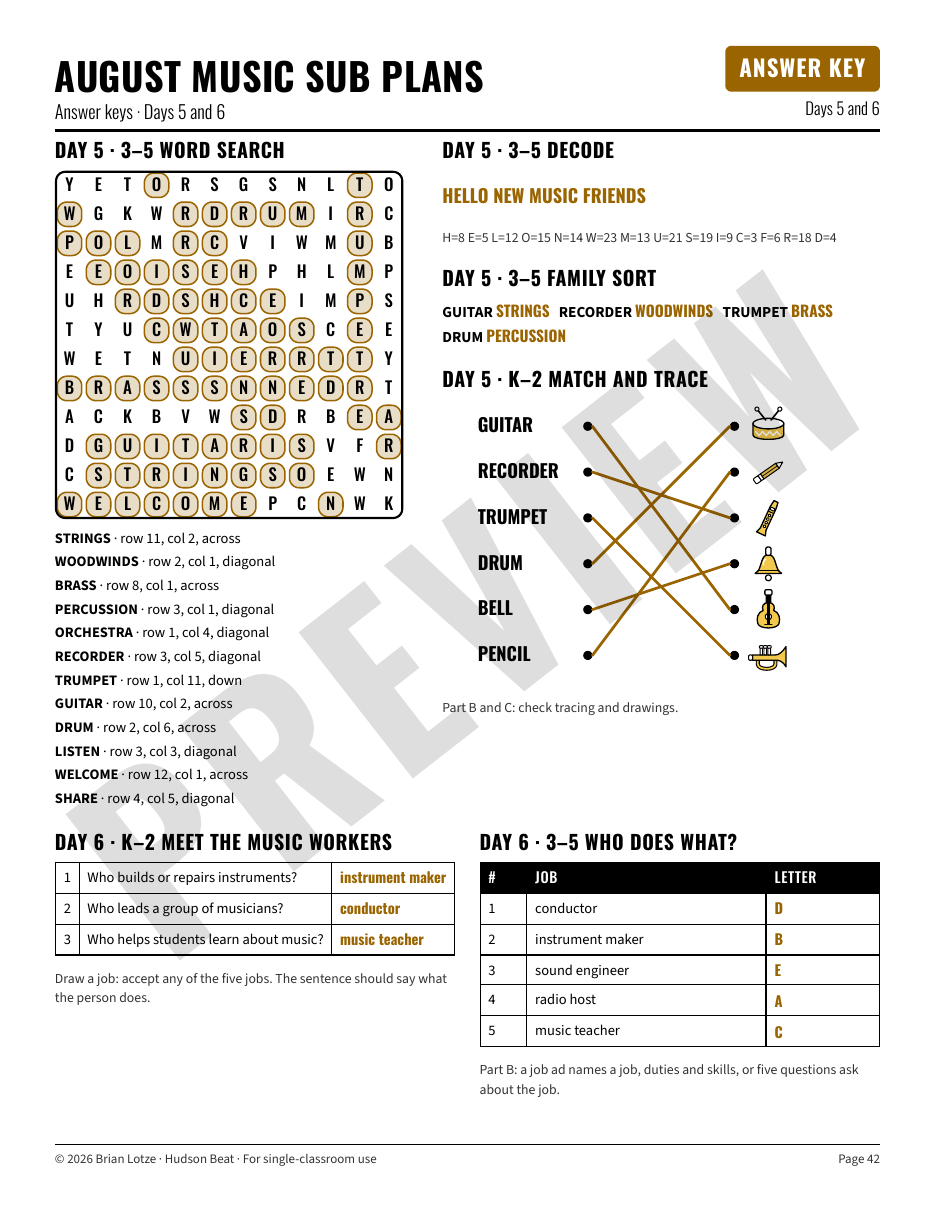 AUGUST MUSIC SUB PLANS
ANSWER KEY
Answer keys · Days 5 and 6
Days 5 and 6
DAY 5 · 3–5 WORD SEARCH
Y E T O R S G S N L T O
W G K W R D R U M I R C
P O L M R C V I W M U B
E E O I S E H P H L M P
U H R D S H C E I M P S
T Y U C W T A O S C E E
W E T N U I E R R T T Y
B R A S S S N N E D R T
A C K B V W S D R B E A
D G U I T A R I S V F R
C S T R I N G S O E W N
W E L C O M E P C N W K
STRINGS · row 11, col 2, across
WOODWINDS · row 2, col 1, diagonal
BRASS · row 8, col 1, across
PERCUSSION · row 3, col 1, diagonal
ORCHESTRA · row 1, col 4, diagonal
RECORDER · row 3, col 5, diagonal
TRUMPET · row 1, col 11, down
GUITAR · row 10, col 2, across
DRUM · row 2, col 6, across
LISTEN · row 3, col 3, diagonal
WELCOME · row 12, col 1, across
SHARE · row 4, col 5, diagonal
DAY 5 · 3–5 DECODE
HELLO NEW MUSIC FRIENDS
H=8 E=5 L=12 O=15 N=14 W=23 M=13 U=21 S=19 I=9 C=3 F=6 R=18 D=4
DAY 5 · 3–5 FAMILY SORT
GUITAR STRINGS RECORDER WOODWINDS TRUMPET BRASS
DRUM PERCUSSION
DAY 5 · K–2 MATCH AND TRACE
GUITAR
RECORDER
TRUMPET
DRUM
BELL
PENCIL
Part B and C: check tracing and drawings.
DAY 6 · K–2 MEET THE MUSIC WORKERS
1 Who builds or repairs instruments? instrument maker
2 Who leads a group of musicians? conductor
3 Who helps students learn about music? music teacher
Draw a job: accept any of the five jobs. The sentence should say what
the person does.
DAY 6 · 3–5 WHO DOES WHAT?
# JOB LETTER
1 conductor D
2 instrument maker B
3 sound engineer E
4 radio host A
5 music teacher C
Part B: a job ad names a job, duties and skills, or five questions ask
about the job.
PREVIEW
© 2026 Brian Lotze · Hudson Beat · For single-classroom use
Page 42